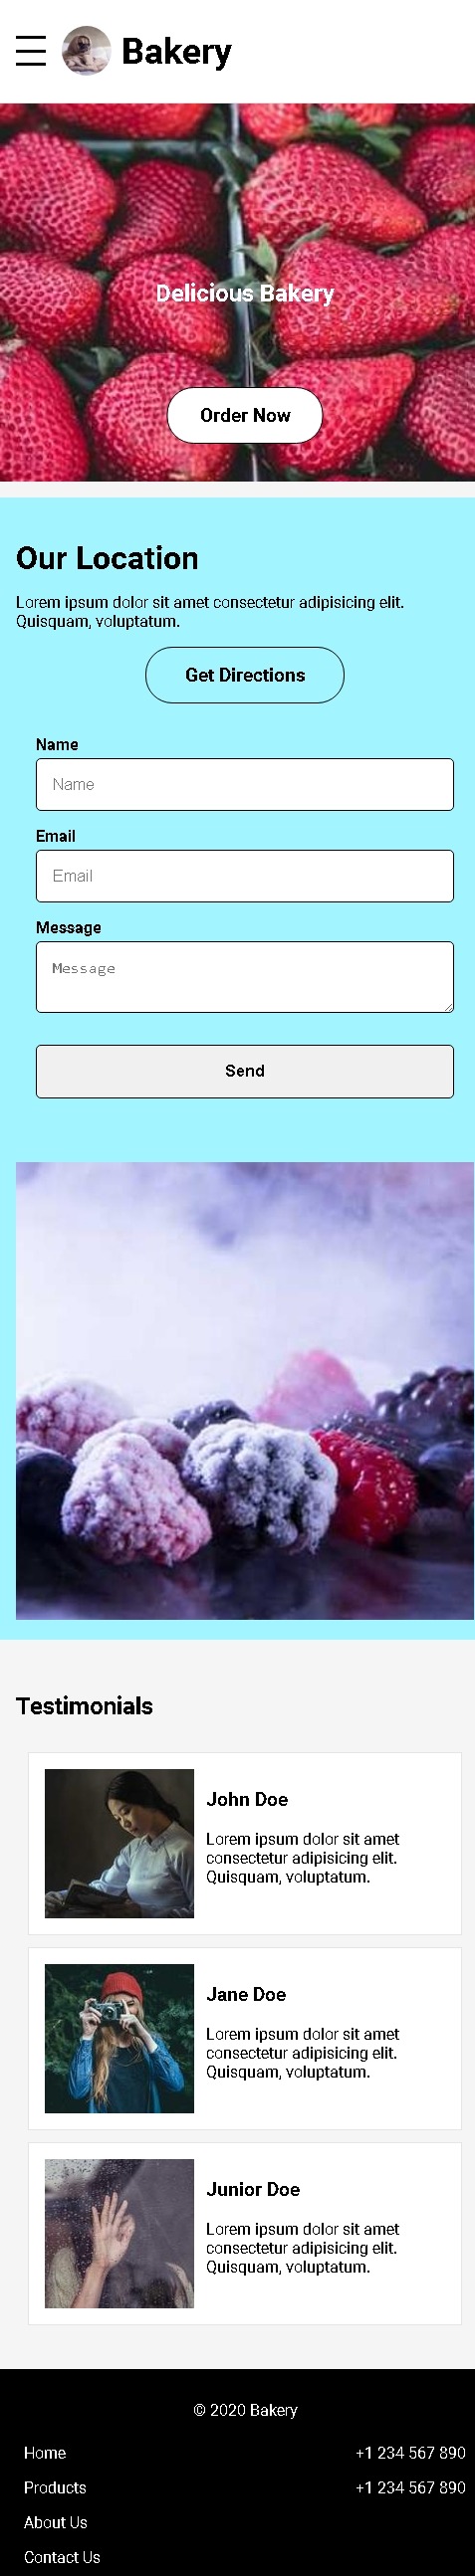 Bakery
Delicious Bakery
Order Now
Our Location
Lorem ipsum dolor sit amet consectetur adipisicing elit.
Quisquam, voluptatum.
Get Directions
Name
Name
Email
Email
Message
Message
Send
Testimonials
John Doe
Lorem ipsum dolor sit amet
consectetur adipisicing elit.
Quisquam, voluptatum.
Jane Doe
Lorem ipsum dolor sit amet
consectetur adipisicing elit.
Quisquam, voluptatum.
Junior Doe
Lorem ipsum dolor sit amet
consectetur adipisicing elit.
Quisquam, voluptatum.
© 2020 Bakery
Home
+1 234 567 890
Products
+1 234 567 890
About Us
Contact Us